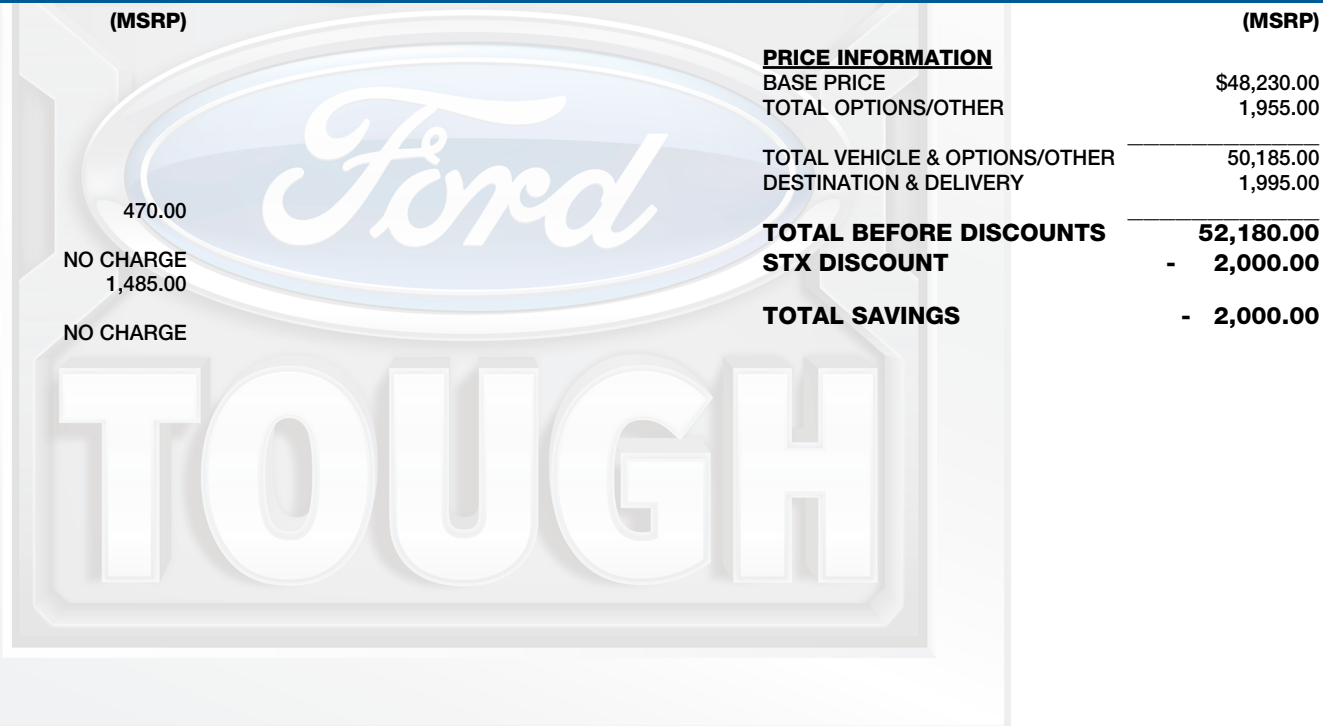 (MSRP)
470.00
NO CHARGE
1,485.00
NO CHARGE
(MSRP)
PRICE INFORMATION
BASE PRICE $48,230.00
TOTAL OPTIONS/OTHER 1,955.00
TOTAL VEHICLE & OPTIONS/OTHER 50,185.00
DESTINATION & DELIVERY 1,995.00
TOTAL BEFORE DISCOUNTS 52,180.00
STX DISCOUNT - 2,000.00
TOTAL SAVINGS - 2,000.00
Ford
TOUGH